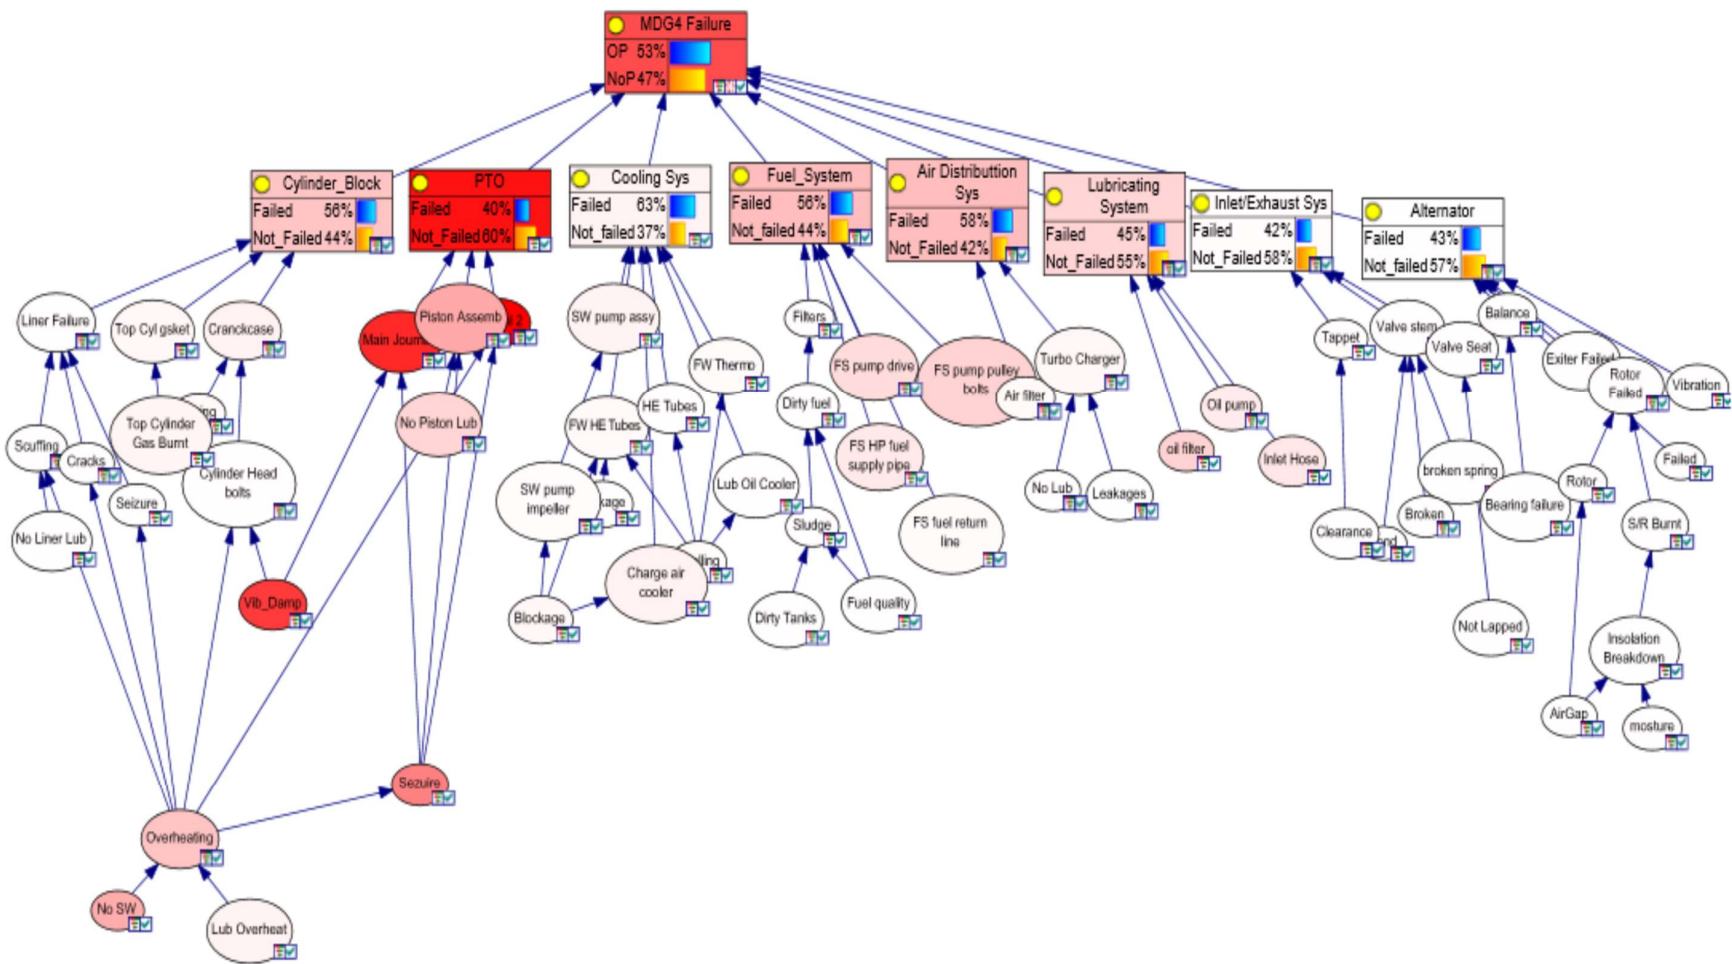 MDG4 Failure
OP 53%
NoP 47%
Cylinder_Block
Failed 56%
Not_Failed 44%
PTO
Failed 40%
Not_Failed 60%
Cooling Sys
Failed 63%
Not_failed 37%
Fuel_System
Failed 56%
Not_failed 44%
Air Distributtion
Sys
Failed 58%
Not_Failed 42%
Lubricating
System
Failed 45%
Not_Failed 55%
Inlet/Exhaust Sys
Failed 42%
Not_Failed 58%
Alternator
Failed 43%
Not_failed 57%
Liner Failure
Top Cyl gsket
Cranckcase
Main Journ
Piston Assemb
2
SW pump assy
FW Thermo
Filters
FS pump drive
FS pump pulley
bolts
Air filter
Turbo Charger
Oil pump
Tappet
Valve stem
Valve Seat
Balance
Exiter Failed
Rotor
Failed
Vibration
Scuffing
Cracks
Seizure
No Liner Lub
Top Cylinder
Gas Burnt
ng
Cylinder Head
bolts
No Piston Lub
FW HE Tubes
HE Tubes
SW pump
impeller
kage
Lub Oil Cooler
lling
Charge air
cooler
Blockage
Dirty fuel
Sludge
Dirty Tanks
Fuel quality
FS HP fuel
supply pipe
FS fuel return
line
No Lub
Leakages
oil filter
Inlet Hose
Clearance
nd
Broken
broken spring
Bearing failure
Not Lapped
Rotor
Failed
S/R Burnt
Insolation
Breakdown
AirGap
mosture
Vib_Damp
Sezuire
Overheating
No SW
Lub Overheat